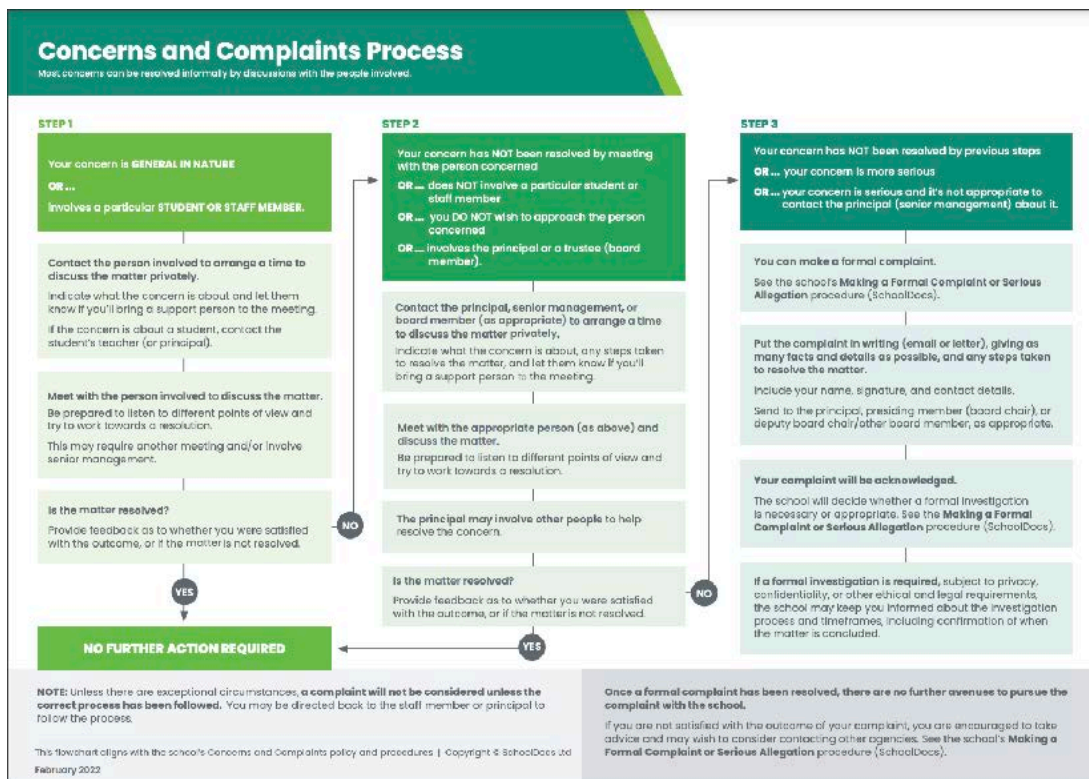 Concerns and Complaints Process
Most concerns can be resolved informally by discussions with the people involved.
STEP 1
Your concern is GENERAL IN NATURE
OR ...
involves a particular STUDENT OR STAFF MEMBER.
Contact the person involved to arrange a time to
discuss the matter privately.
Indicate what the concern is about and let them
know if you'll bring a support person to the meeting.
If the concern is about a student, contact the
student's teacher (or principal).
Meet with the person involved to discuss the matter.
Be prepared to listen to different points of view and
try to work towards a resolution.
This may require another meeting and/or involve
senior management.
Is the matter resolved?
Provide feedback as to whether you were satisfied
with the outcome, or if the matter is not resolved.
NO
YES
NO FURTHER ACTION REQUIRED
STEP 2
Your concern has NOT been resolved by meeting
with the person concerned
OR ... does NOT involve a particular student or
staff member
OR ... you DO NOT wish to approach the person
concerned
OR ... involves the principal or a trustee (board
member).
Contact the principal, senior management, or
board member (as appropriate) to arrange a time
to discuss the matter privately.
Indicate what the concern is about, any steps taken
to resolve the matter, and let them know if you'll
bring a support person to the meeting.
Meet with the appropriate person (as above) and
discuss the matter.
Be prepared to listen to different points of view and
try to work towards a resolution.
The principal may involve other people to help
resolve the concern.
Is the matter resolved?
Provide feedback as to whether you were satisfied
with the outcome, or if the matter is not resolved.
NO
YES
STEP 3
Your concern has NOT been resolved by previous steps
OR ... your concern is more serious
OR ... your concern is serious and it's not appropriate to
contact the principal (senior management) about it.
You can make a formal complaint.
See the school's Making a Formal Complaint or Serious
Allegation procedure (SchoolDocs).
Put the complaint in writing (email or letter), giving as
many facts and details as possible, and any steps taken
to resolve the matter.
Include your name, signature, and contact details.
Send to the principal, presiding member (board chair), or
deputy board chair/other board member, as appropriate.
Your complaint will be acknowledged.
The school will decide whether a formal investigation
is necessary or appropriate. See the Making a Formal
Complaint or Serious Allegation procedure (SchoolDocs).
If a formal investigation is required, subject to privacy,
confidentiality, or other ethical and legal requirements,
the school may keep you informed about the investigation
process and timeframes, including confirmation of when
the matter is concluded.
NOTE: Unless there are exceptional circumstances, a complaint will not be considered unless the
correct process has been followed. You may be directed back to the staff member or principal to
follow the process.
This flowchart aligns with the school's Concerns and Complaints policy and procedures | Copyright © SchoolDocs Ltd
February 2022
Once a formal complaint has been resolved, there are no further avenues to pursue the
complaint with the school.
If you are not satisfied with the outcome of your complaint, you are encouraged to take
advice and may wish to consider contacting other agencies. See the school's Making a
Formal Complaint or Serious Allegation procedure (SchoolDocs).